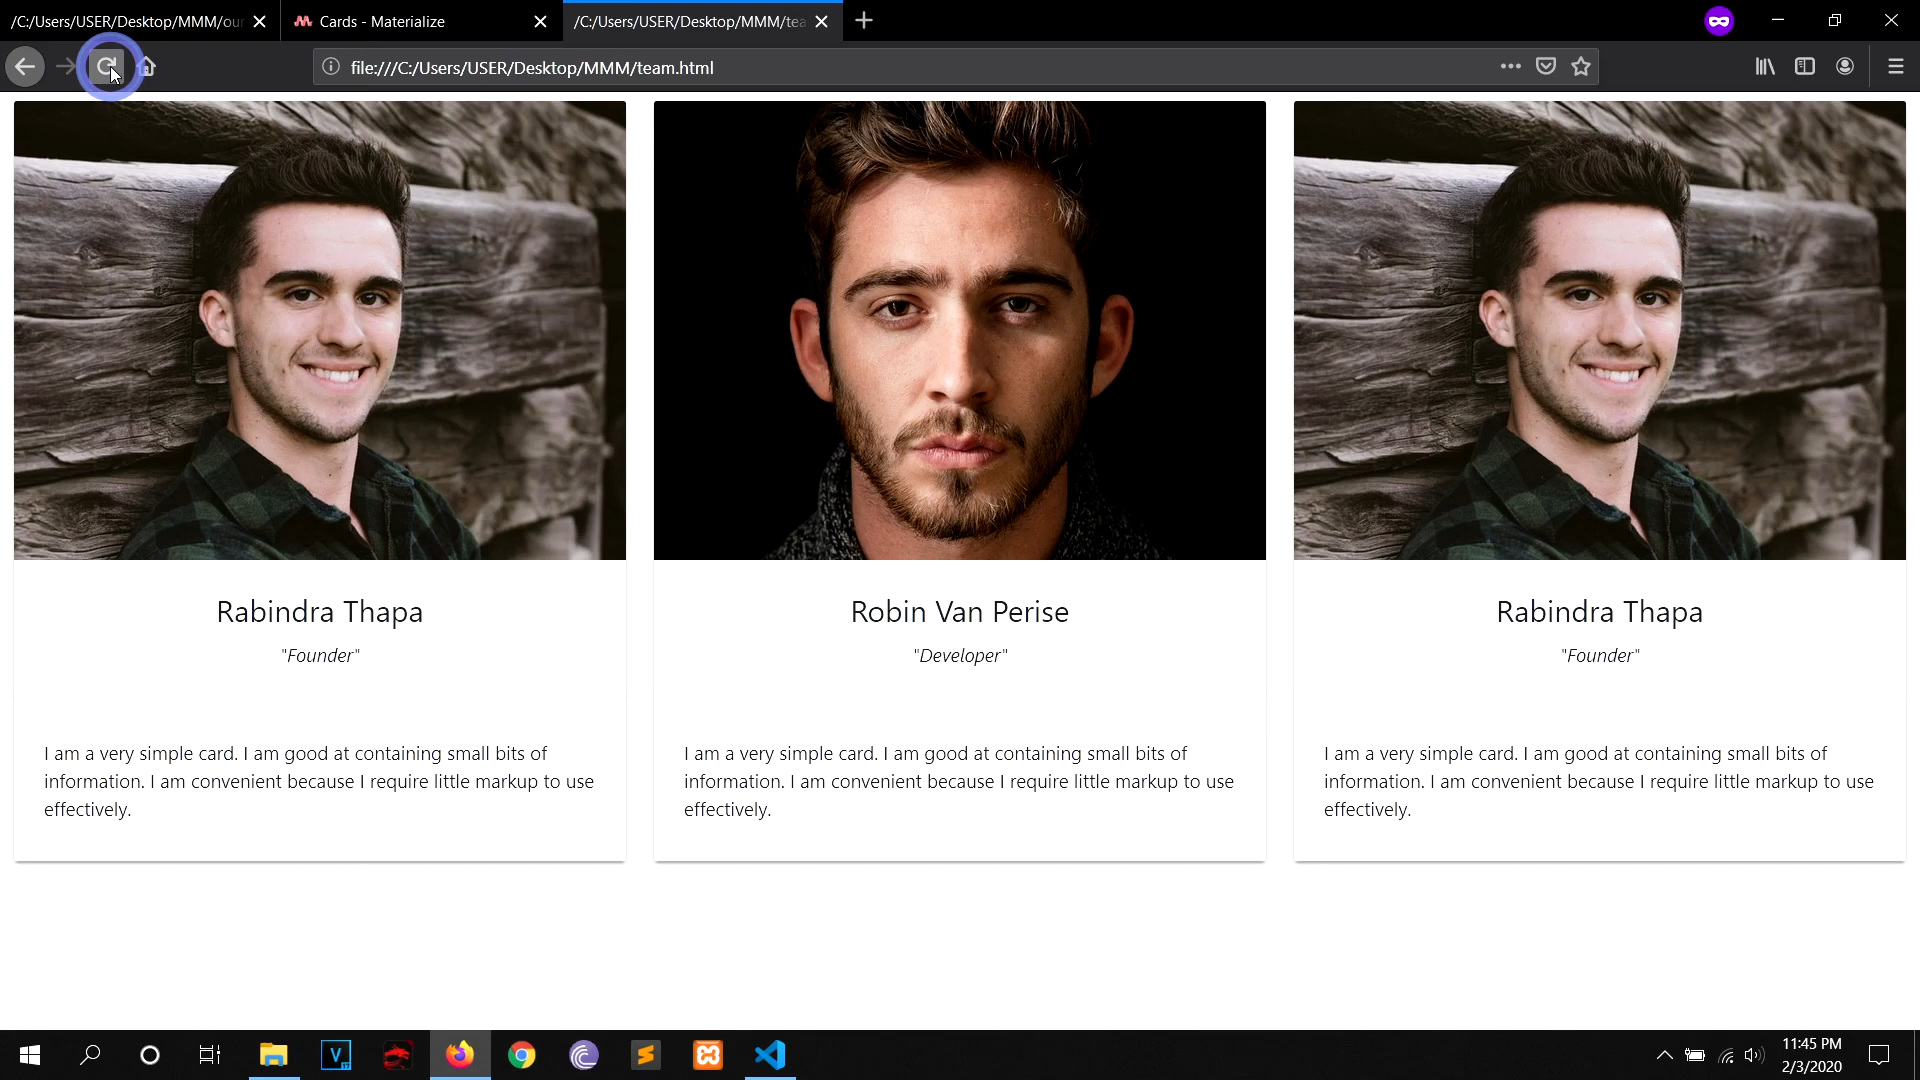 /C:/Users/USER/Desktop/MMM/our
Cards - Materialize
/C:/Users/USER/Desktop/MMM/tea
file:///C:/Users/USER/Desktop/MMM/team.html
Rabindra Thapa
"Founder"
I am a very simple card. I am good at containing small bits of
information. I am convenient because I require little markup to use
effectively.
Robin Van Perise
"Developer"
I am a very simple card. I am good at containing small bits of
information. I am convenient because I require little markup to use
effectively.
Rabindra Thapa
"Founder"
I am a very simple card. I am good at containing small bits of
information. I am convenient because I require little markup to use
effectively.
11:45 PM
2/3/2020